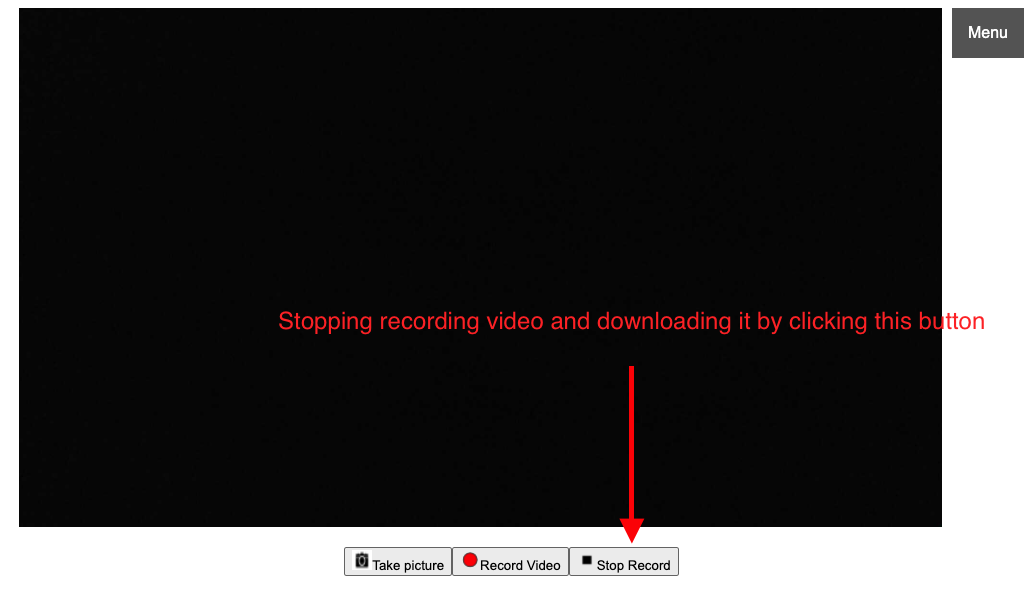 Menu
Stopping recording video and downloading it by clicking this button
Take picture Record Video Stop Record